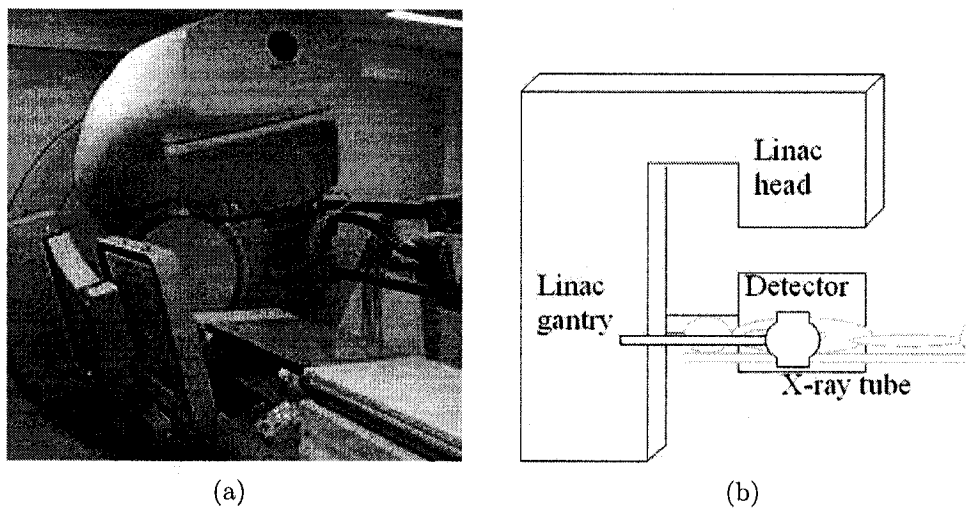 Linac
head
Linac
gantry
Detector
X-ray tube
(a)
(b)